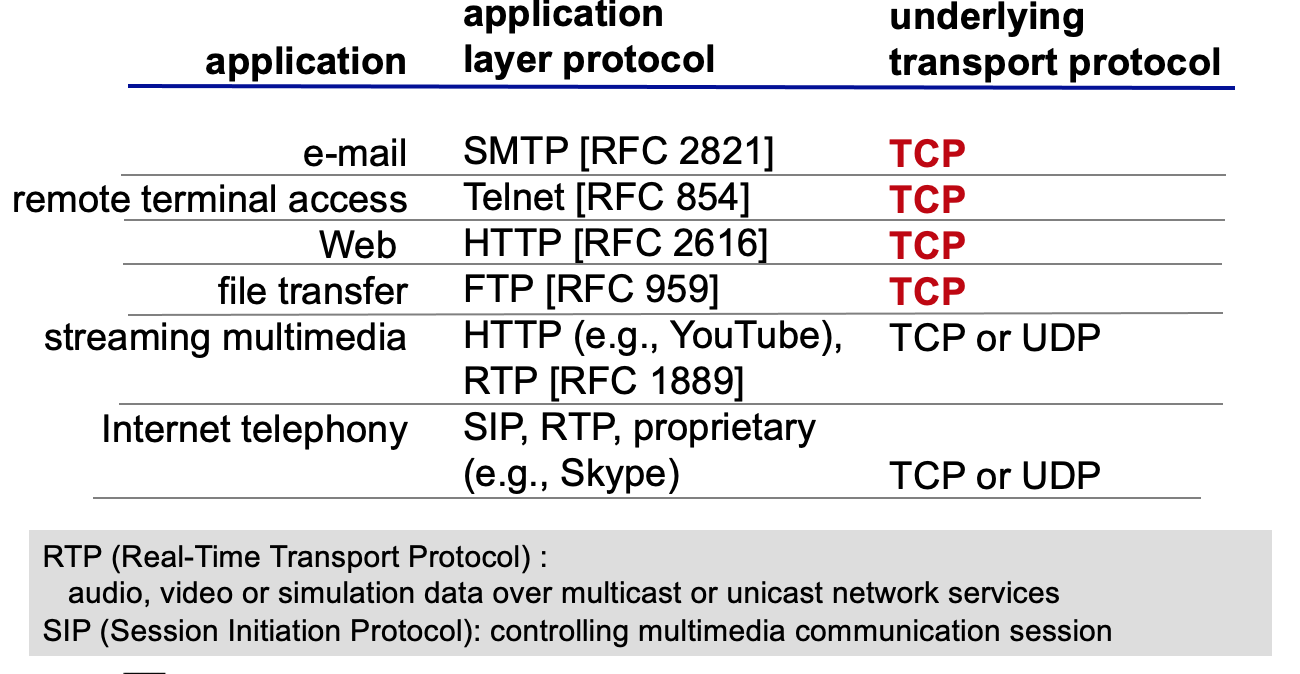 application application layer protocol underlying transport protocol
e-mail SMTP [RFC 2821] TCP
remote terminal access Telnet [RFC 854] TCP
Web HTTP [RFC 2616] TCP
file transfer FTP [RFC 959] TCP
streaming multimedia HTTP (e.g., YouTube), TCP or UDP
RTP [RFC 1889]
Internet telephony SIP, RTP, proprietary
(e.g., Skype) TCP or UDP
RTP (Real-Time Transport Protocol) :
audio, video or simulation data over multicast or unicast network services
SIP (Session Initiation Protocol): controlling multimedia communication session